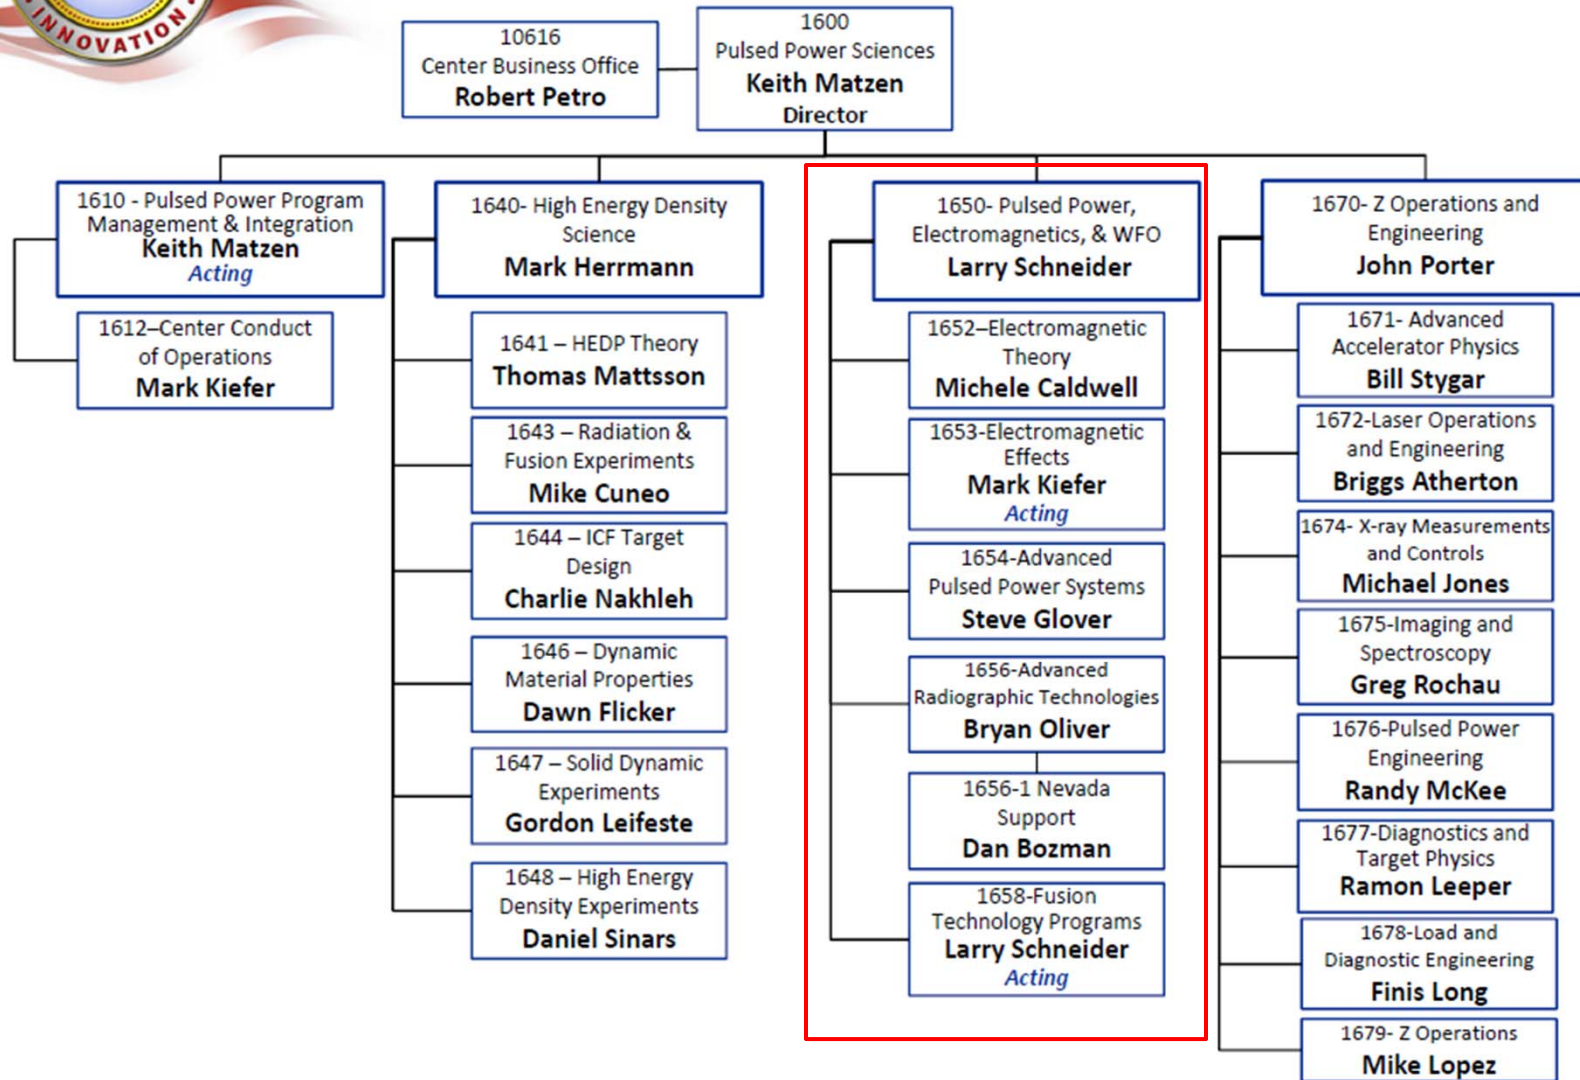 INNOVATION
10616
Center Business Office
Robert Petro
1600
Pulsed Power Sciences
Keith Matzen
Director
1610 - Pulsed Power Program
Management & Integration
Keith Matzen
Acting
1612–Center Conduct
of Operations
Mark Kiefer
1640- High Energy Density
Science
Mark Herrmann
1641 – HEDP Theory
Thomas Mattsson
1643 – Radiation &
Fusion Experiments
Mike Cuneo
1644 – ICF Target
Design
Charlie Nakhleh
1646 – Dynamic
Material Properties
Dawn Flicker
1647 – Solid Dynamic
Experiments
Gordon Leifeste
1648 – High Energy
Density Experiments
Daniel Sinars
1650- Pulsed Power,
Electromagnetics, & WFO
Larry Schneider
1652–Electromagnetic
Theory
Michele Caldwell
1653-Electromagnetic
Effects
Mark Kiefer
Acting
1654-Advanced
Pulsed Power Systems
Steve Glover
1656-Advanced
Radiographic Technologies
Bryan Oliver
1656-1 Nevada
Support
Dan Bozman
1658-Fusion
Technology Programs
Larry Schneider
Acting
1670- Z Operations and
Engineering
John Porter
1671- Advanced
Accelerator Physics
Bill Stygar
1672-Laser Operations
and Engineering
Briggs Atherton
1674- X-ray Measurements
and Controls
Michael Jones
1675-Imaging and
Spectroscopy
Greg Rochau
1676-Pulsed Power
Engineering
Randy McKee
1677-Diagnostics and
Target Physics
Ramon Leeper
1678-Load and
Diagnostic Engineering
Finis Long
1679- Z Operations
Mike Lopez